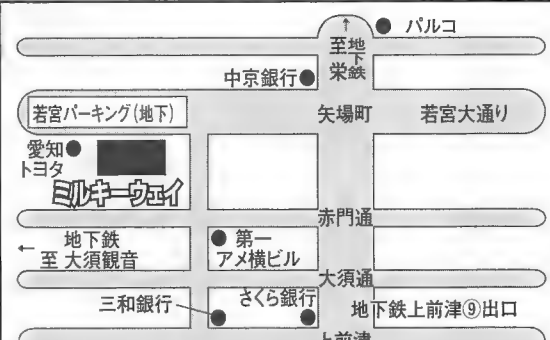 パルコ
至地下鉄
栄
中京銀行
若宮パーキング(地下)
矢場町
若宮大通り
愛知
トヨタ
ミルキーウェイ
赤門通
地下鉄
至 大須観音
第一
アメ横ビル
大須通
三和銀行
さくら銀行
地下鉄上前津⑨出口
上前津